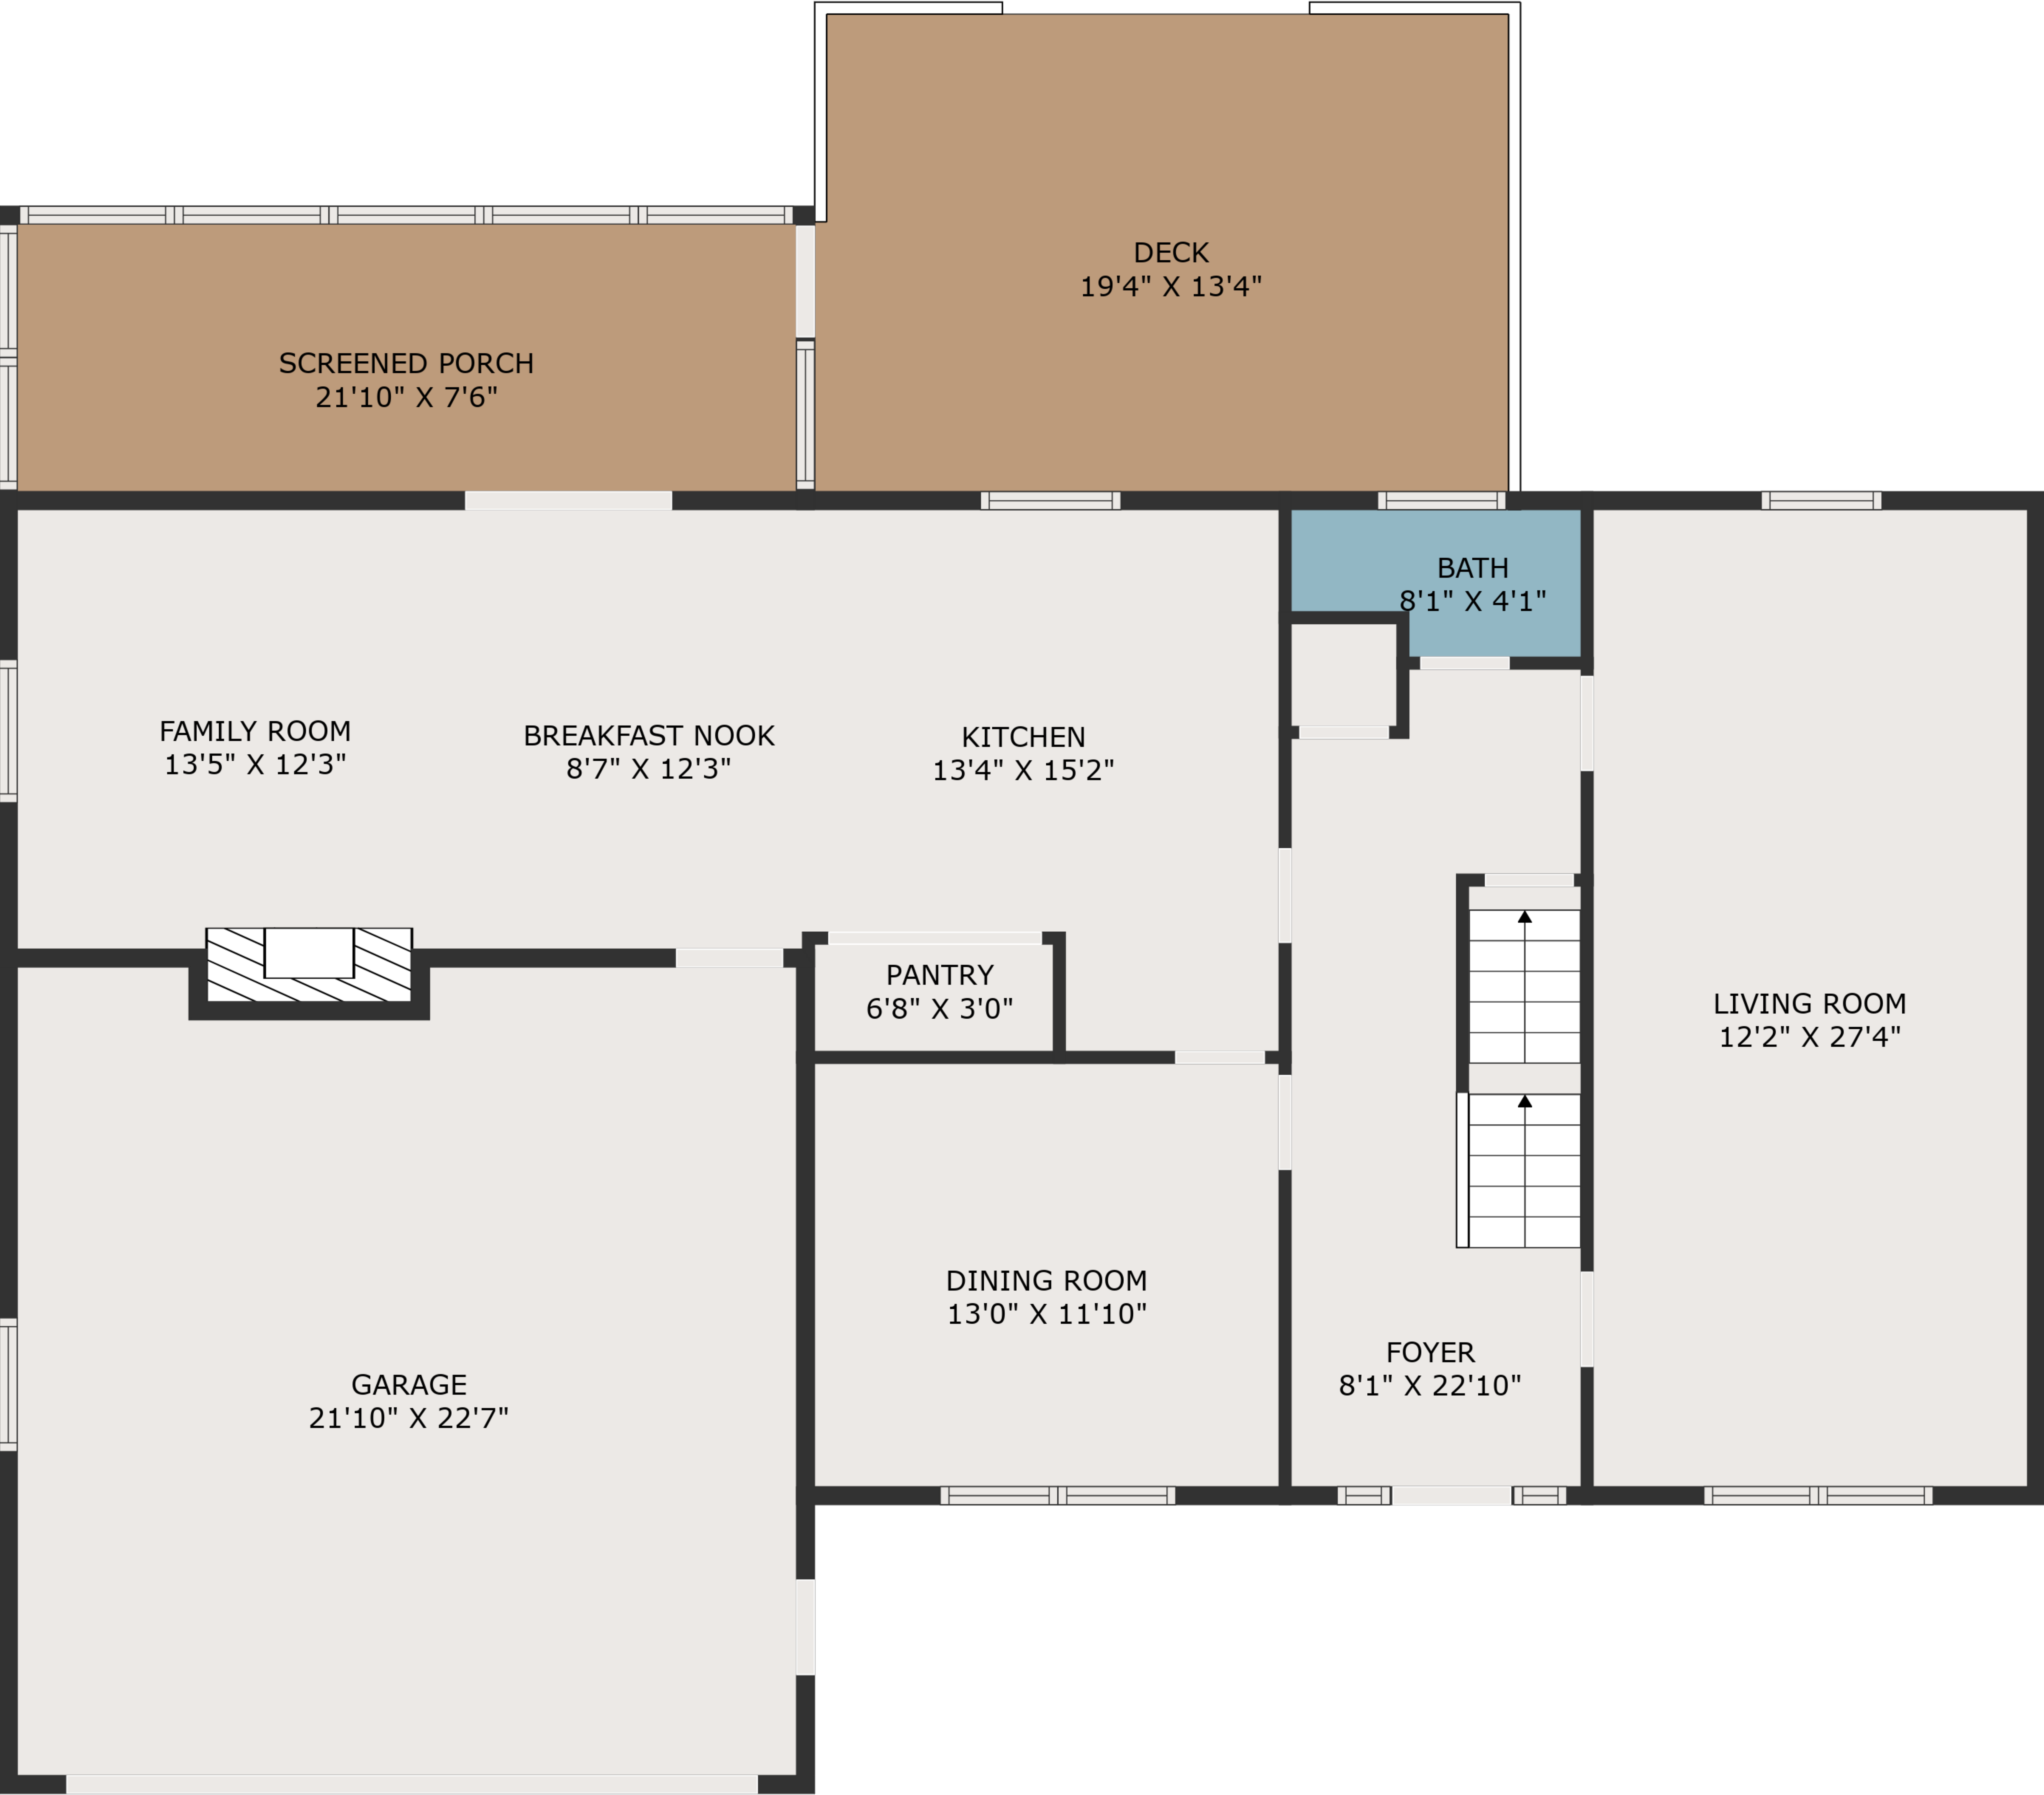 DECK
19'4" X 13'4"
SCREENED PORCH
21'10" X 7'6"
BATH
8'1" X 4'1"
FAMILY ROOM
13'5" X 12'3"
BREAKFAST NOOK
8'7" X 12'3"
KITCHEN
13'4" X 15'2"
PANTRY
6'8" X 3'0"
LIVING ROOM
12'2" X 27'4"
DINING ROOM
13'0" X 11'10"
FOYER
8'1" X 22'10"
GARAGE
21'10" X 22'7"